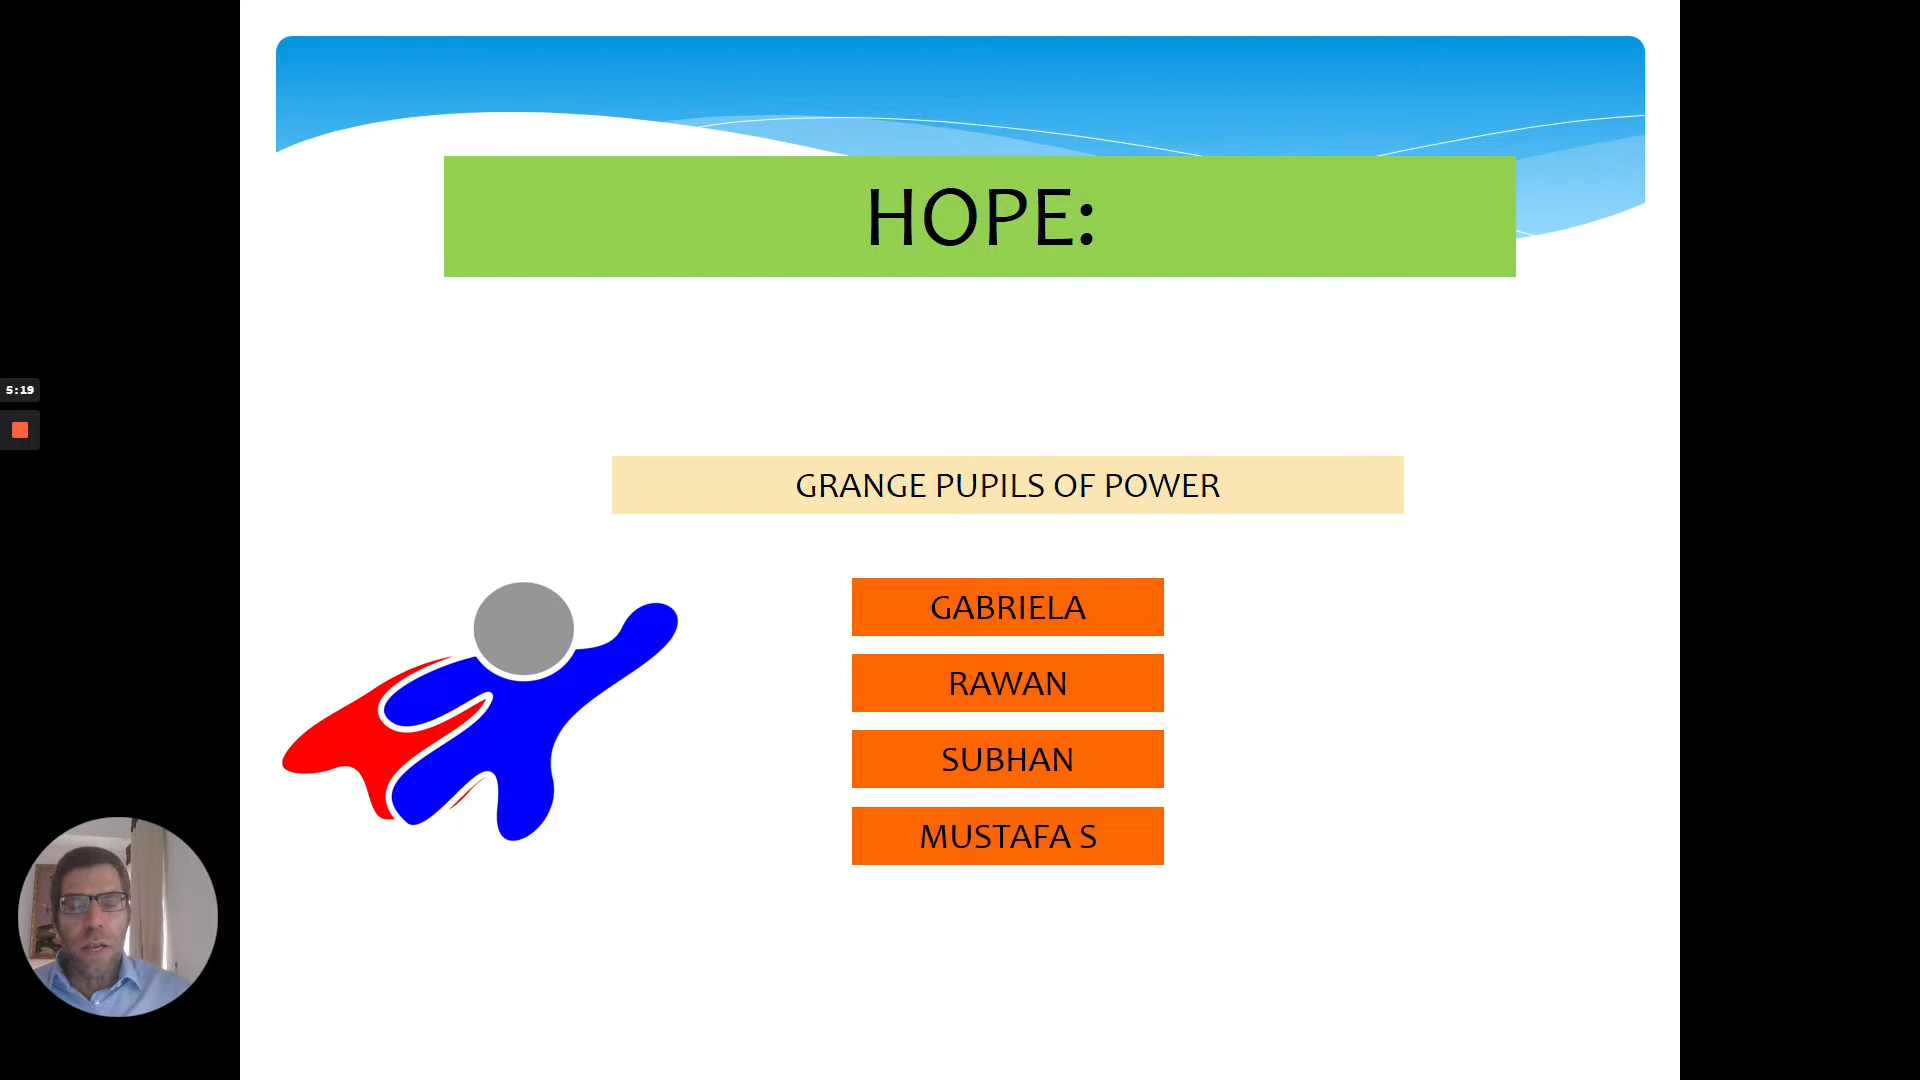 HOPE:
5:19
GRANGE PUPILS OF POWER
GABRIELA
RAWAN
SUBHAN
MUSTAFA S